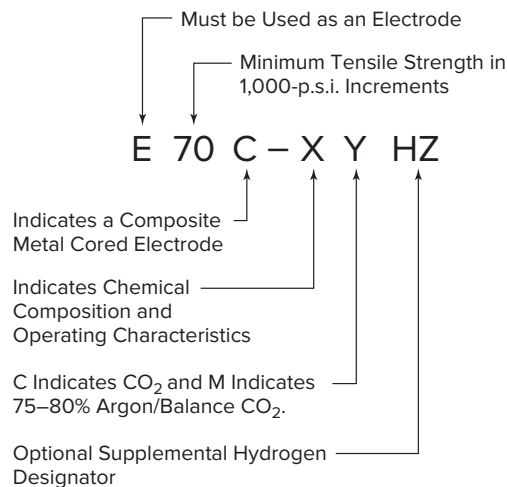 Must be Used as an Electrode
Minimum Tensile Strength in
1,000-p.s.i. Increments
E 70 C – X Y HZ
Indicates a Composite
Metal Cored Electrode
Indicates Chemical
Composition and
Operating Characteristics
C Indicates CO₂ and M Indicates
75–80% Argon/Balance CO₂.
Optional Supplemental Hydrogen
Designator